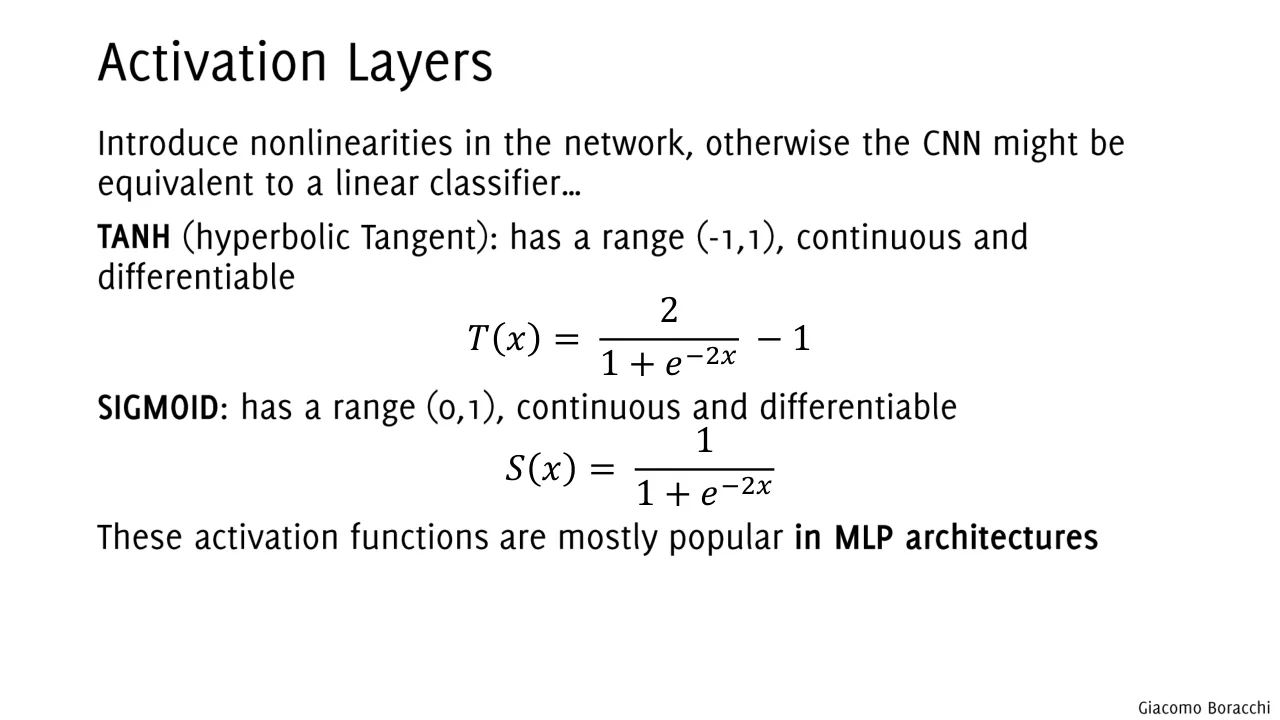 Activation Layers
Introduce nonlinearities in the network, otherwise the CNN might be
equivalent to a linear classifier...
TANH (hyperbolic Tangent): has a range (-1,1), continuous and
differentiable
T(x) = 2 / (1 + e^{-2x}) − 1
SIGMOID: has a range (0,1), continuous and differentiable
S(x) = 1 / (1 + e^{-2x})
These activation functions are mostly popular in MLP architectures
Giacomo Boracchi